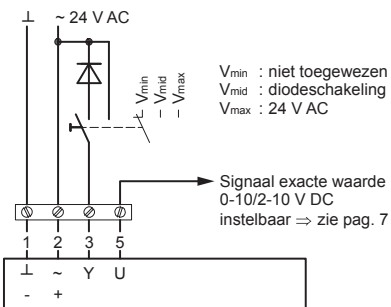 ⊥ ~ 24 V AC
Vmin
Vmid
Vmax
Vmin : niet toegewezen
Vmid : diodeschakeling
Vmax : 24 V AC
Signaal exacte waarde
0-10/2-10 V DC
instelbaar ⇒ zie pag. 7
1 2 3 5
⊥ ~ Y U
- +